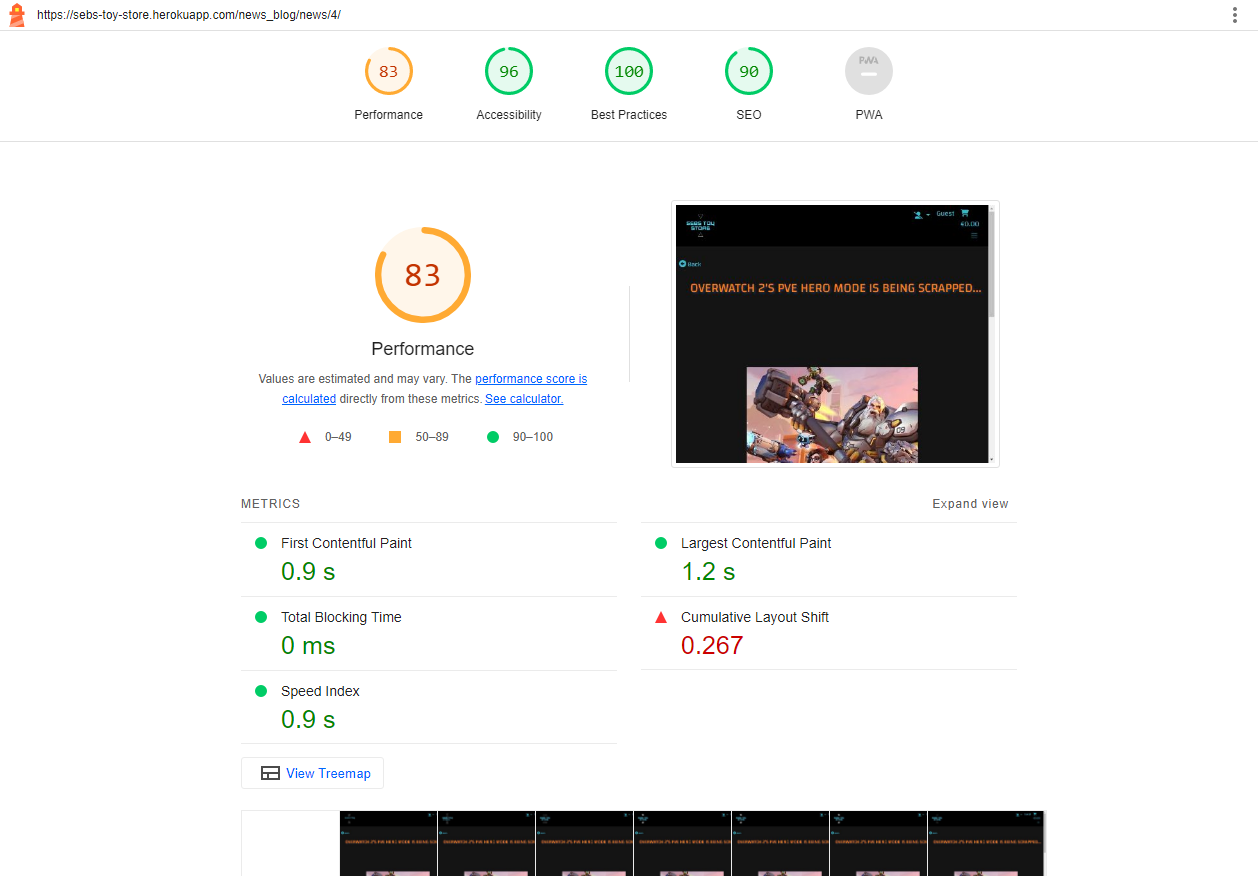 https://sebs-toy-store.herokuapp.com/news_blog/news/4/
83 96 100 90 PWA
Performance Accessibility Best Practices SEO PWA
83
Performance
Values are estimated and may vary. The performance score is
calculated directly from these metrics. See calculator.
0–49 50–89 90–100
SEBS TOY
STORE
Guest
€0.00
Back
OVERWATCH 2'S PVE HERO MODE IS BEING SCRAPPED...
09
METRICS
Expand view
First Contentful Paint
0.9 s
Largest Contentful Paint
1.2 s
Total Blocking Time
0 ms
Cumulative Layout Shift
0.267
Speed Index
0.9 s
View Treemap